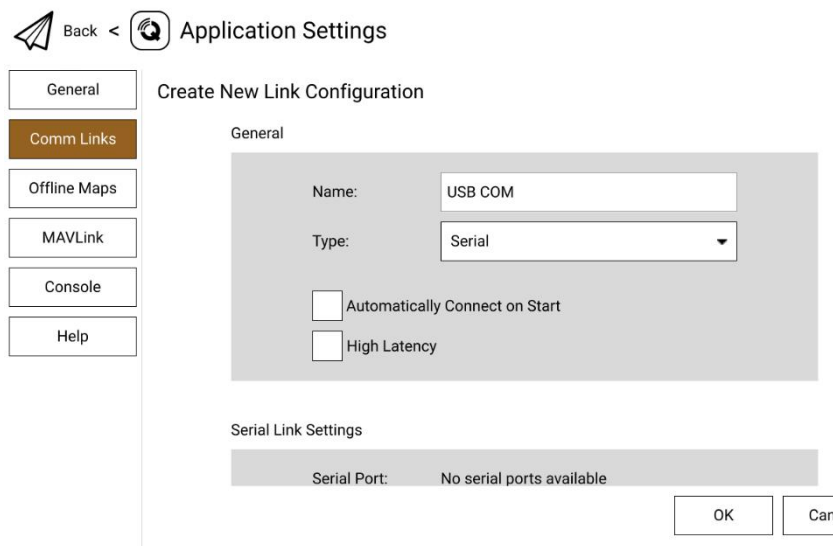 Back < Application Settings
General
Comm Links
Offline Maps
MAVLink
Console
Help
Create New Link Configuration
General
Name: USB COM
Type: Serial
Automatically Connect on Start
High Latency
Serial Link Settings
Serial Port: No serial ports available
OK